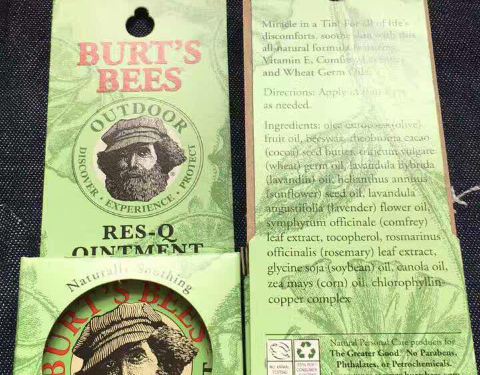 BURT'S
BEES
OUTDOOR
DISCOVER · EXPERIENCE · PROTECT
RES-Q
OINTMENT
Naturally Soothing
BURT'S BEES
Miracle in a Tin! For all of life's
discomforts, soothe skin with this
all-natural formula
Vitamin E, Comfrey
and Wheat Germ Oils.
Directions: Apply
as needed.
Ingredients: olea europaea (olive)
fruit oil, beeswax, theobroma cacao
(cocoa) seed butter, triticum vulgare
(wheat) germ oil, lavandula hybrida
(lavandin) oil, helianthus annuus
(sunflower) seed oil, lavandula
angustifolia (lavender) flower oil,
symphytum officinale (comfrey)
leaf extract, tocopherol, rosmarinus
officinalis (rosemary) leaf extract,
glycine soja (soybean) oil, canola oil,
zea mays (corn) oil, chlorophyllin-
copper complex
Natural Personal Care products for
The Greater Good. No Parabens,
Phthalates, or Petrochemicals.